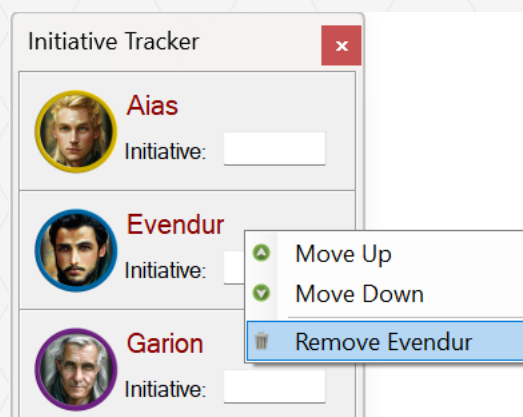 Initiative Tracker
x
Aias
Initiative:
Evendur
Initiative:
Move Up
Move Down
Remove Evendur
Garion
Initiative: